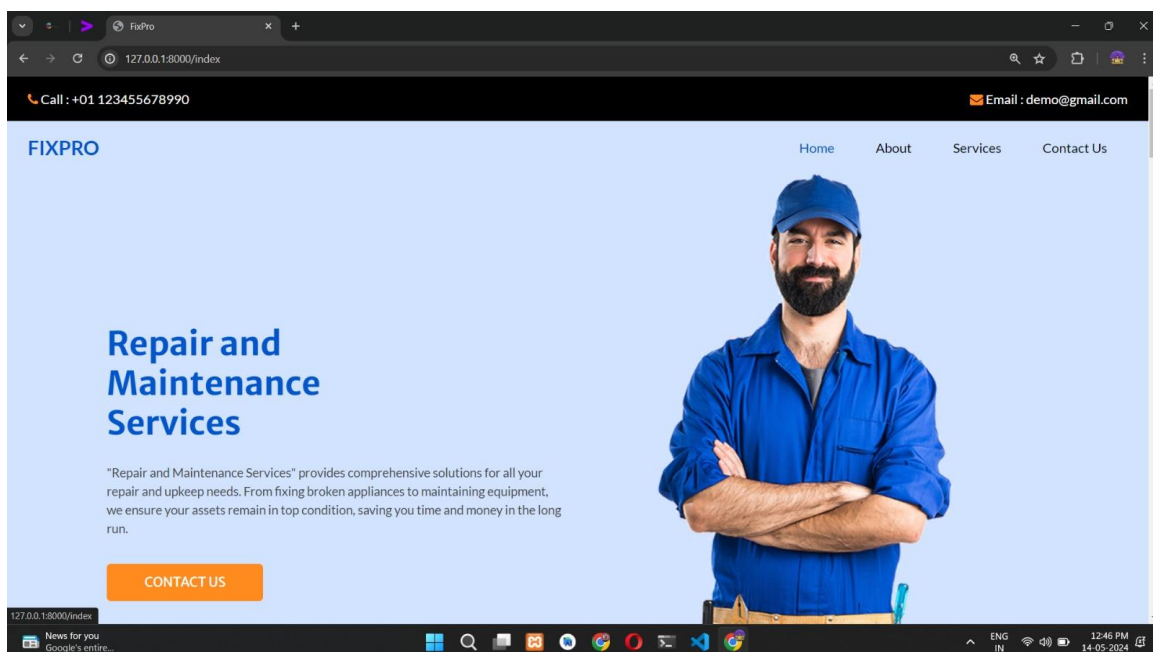 FixPro
127.0.0.1:8000/index
Call : +01 123455678990
Email : demo@gmail.com
FIXPRO
Home
About
Services
Contact Us
Repair and
Maintenance
Services
"Repair and Maintenance Services" provides comprehensive solutions for all your
repair and upkeep needs. From fixing broken appliances to maintaining equipment,
we ensure your assets remain in top condition, saving you time and money in the long
run.
CONTACT US
127.0.0.1:8000/index
News for you
Google's entire...
ENG
IN
12:46 PM
14-05-2024